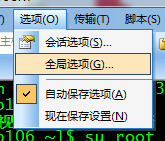 选项(O) 传输(T) 脚本(S)
会话选项(S)...
全局选项(G)...
自动保存选项(A)
现在保存设置(N)
106 ~]$ su root